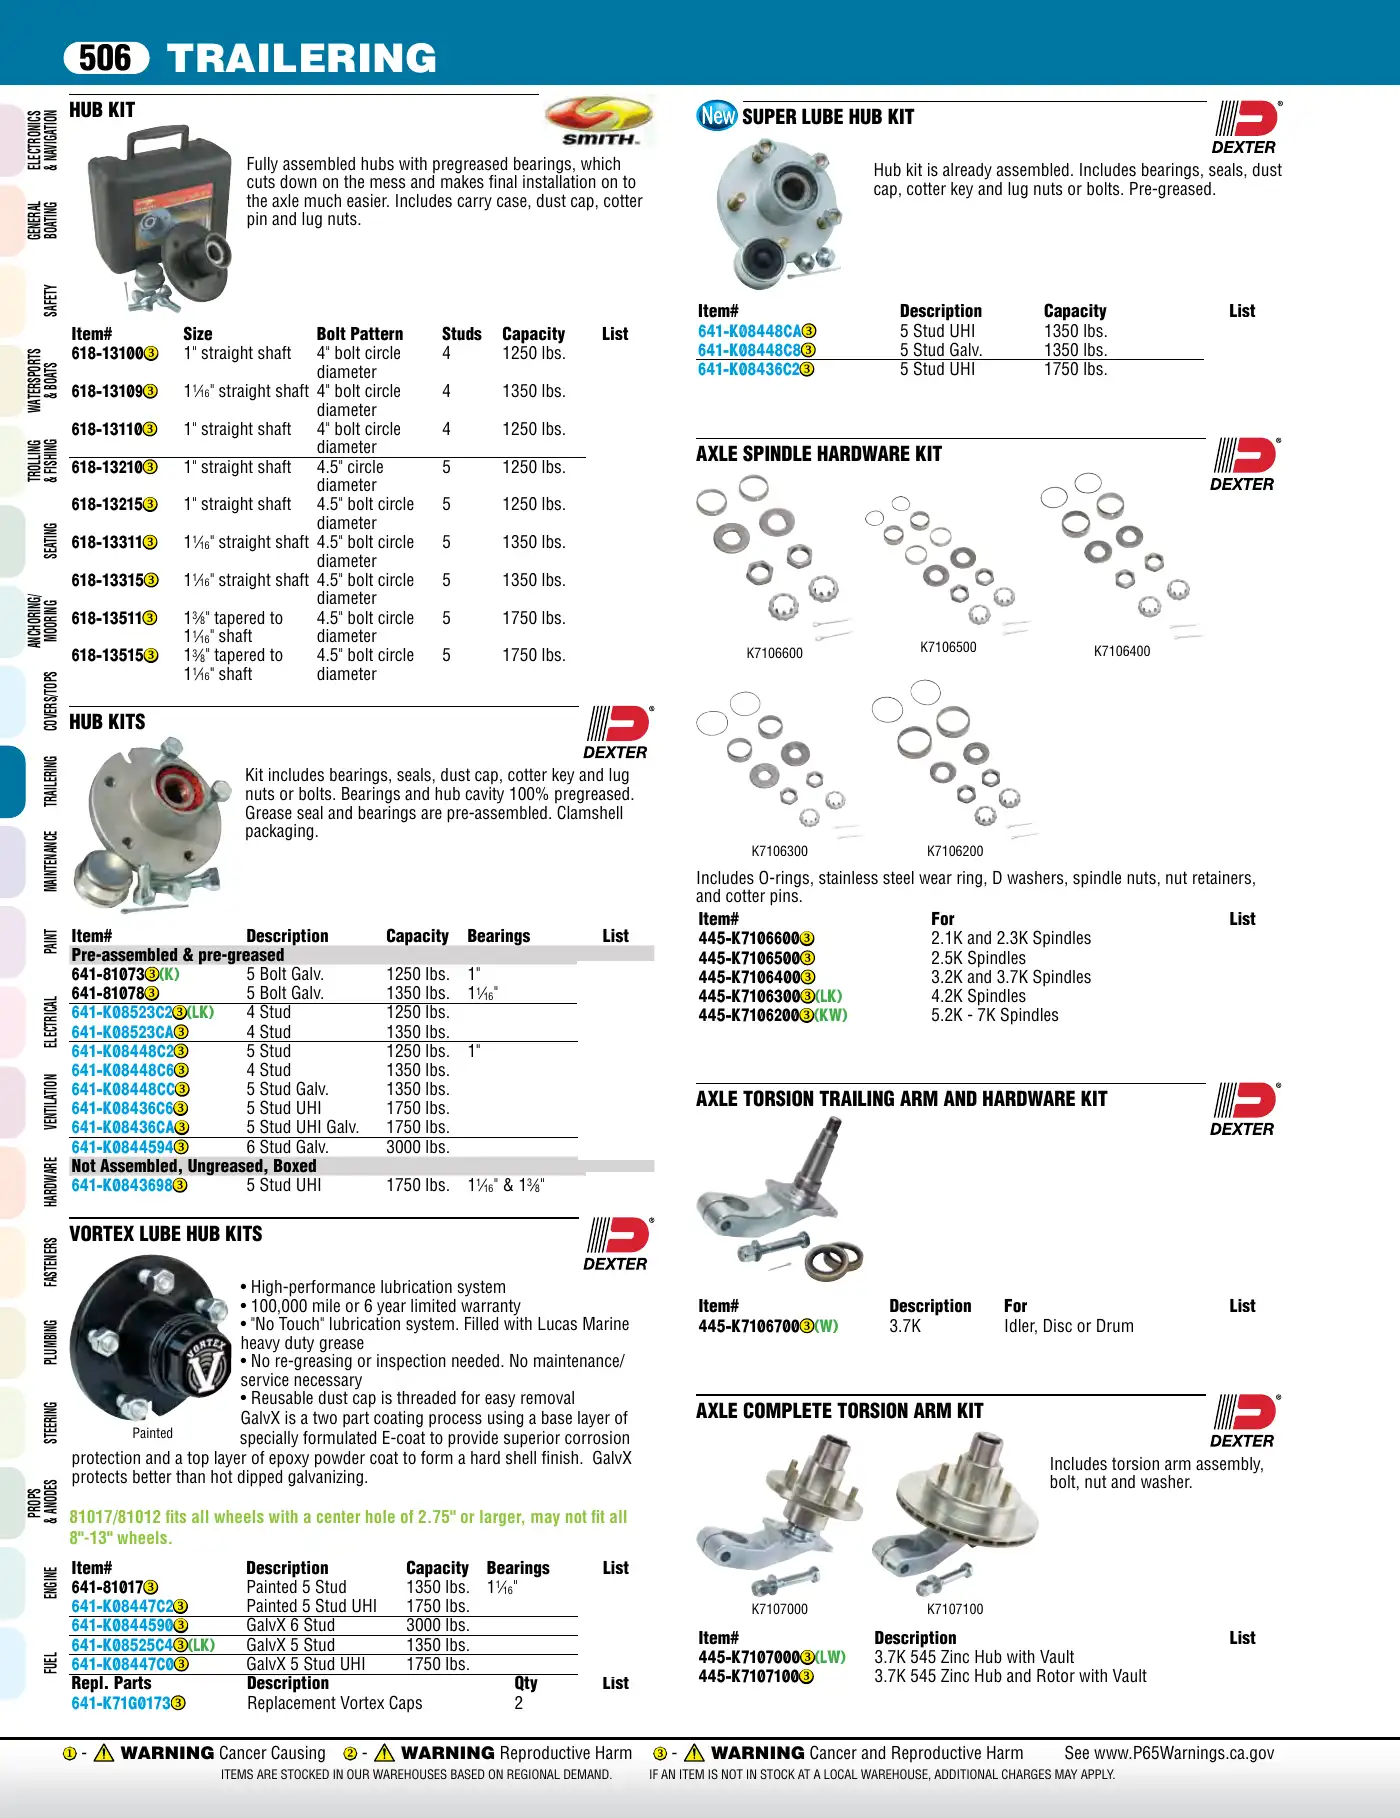 506 TRAILERING
ELECTRONICS
& NAVIGATION
GENERAL
BOATING
SAFETY
WATERSPORTS
& BOATS
TROLLING
& FISHING
SEATING
ANCHORING/
MOORING
COVERS/TOPS
TRAILERING
MAINTENANCE
PAINT
ELECTRICAL
VENTILATION
HARDWARE
FASTENERS
PLUMBING
STEERING
PROPS
& ANODES
ENGINE
FUEL
HUB KIT
SMITH™
Fully assembled hubs with pregreased bearings, which
cuts down on the mess and makes final installation on to
the axle much easier. Includes carry case, dust cap, cotter
pin and lug nuts.
Item# Size Bolt Pattern Studs Capacity List
618-13100③ 1" straight shaft 4" bolt circle 4 1250 lbs.
diameter
618-13109③ 1 1⁄16" straight shaft 4" bolt circle 4 1350 lbs.
diameter
618-13110③ 1" straight shaft 4" bolt circle 4 1250 lbs.
diameter
618-13210③ 1" straight shaft 4.5" circle 5 1250 lbs.
diameter
618-13215③ 1" straight shaft 4.5" bolt circle 5 1250 lbs.
diameter
618-13311③ 1 1⁄16" straight shaft 4.5" bolt circle 5 1350 lbs.
diameter
618-13315③ 1 1⁄16" straight shaft 4.5" bolt circle 5 1350 lbs.
diameter
618-13511③ 1 3⁄8" tapered to 4.5" bolt circle 5 1750 lbs.
1 1⁄16" shaft diameter
618-13515③ 1 3⁄8" tapered to 4.5" bolt circle 5 1750 lbs.
1 1⁄16" shaft diameter
HUB KITS
DEXTER®
Kit includes bearings, seals, dust cap, cotter key and lug
nuts or bolts. Bearings and hub cavity 100% pregreased.
Grease seal and bearings are pre-assembled. Clamshell
packaging.
Item# Description Capacity Bearings List
Pre-assembled & pre-greased
641-81073③(K) 5 Bolt Galv. 1250 lbs. 1"
641-81078③ 5 Bolt Galv. 1350 lbs. 1 1⁄16"
641-K08523C2③(LK) 4 Stud 1250 lbs.
641-K08523CA③ 4 Stud 1350 lbs.
641-K08448C2③ 5 Stud 1250 lbs. 1"
641-K08448C6③ 4 Stud 1350 lbs.
641-K08448CC③ 5 Stud Galv. 1350 lbs.
641-K08436C6③ 5 Stud UHI 1750 lbs.
641-K08436CA③ 5 Stud UHI Galv. 1750 lbs.
641-K0844594③ 6 Stud Galv. 3000 lbs.
Not Assembled, Ungreased, Boxed
641-K0843698③ 5 Stud UHI 1750 lbs. 1 1⁄16" & 1 3⁄8"
VORTEX LUBE HUB KITS
DEXTER®
VORTEX
V
Painted
• High-performance lubrication system
• 100,000 mile or 6 year limited warranty
• "No Touch" lubrication system. Filled with Lucas Marine
heavy duty grease
• No re-greasing or inspection needed. No maintenance/
service necessary
• Reusable dust cap is threaded for easy removal
GalvX is a two part coating process using a base layer of
specially formulated E-coat to provide superior corrosion
protection and a top layer of epoxy powder coat to form a hard shell finish. GalvX
protects better than hot dipped galvanizing.
81017/81012 fits all wheels with a center hole of 2.75" or larger, may not fit all
8"-13" wheels.
Item# Description Capacity Bearings List
641-81017③ Painted 5 Stud 1350 lbs. 1 1⁄16"
641-K08447C2③ Painted 5 Stud UHI 1750 lbs.
641-K0844590③ GalvX 6 Stud 3000 lbs.
641-K08525C4③(LK) GalvX 5 Stud 1350 lbs.
641-K08447C0③ GalvX 5 Stud UHI 1750 lbs.
Repl. Parts Description Qty List
641-K71G0173③ Replacement Vortex Caps 2
New SUPER LUBE HUB KIT
DEXTER®
Hub kit is already assembled. Includes bearings, seals, dust
cap, cotter key and lug nuts or bolts. Pre-greased.
Item# Description Capacity List
641-K08448CA③ 5 Stud UHI 1350 lbs.
641-K08448C8③ 5 Stud Galv. 1350 lbs.
641-K08436C2③ 5 Stud UHI 1750 lbs.
AXLE SPINDLE HARDWARE KIT
DEXTER®
K7106600
K7106500
K7106400
K7106300
K7106200
Includes O-rings, stainless steel wear ring, D washers, spindle nuts, nut retainers,
and cotter pins.
Item# For List
445-K7106600③ 2.1K and 2.3K Spindles
445-K7106500③ 2.5K Spindles
445-K7106400③ 3.2K and 3.7K Spindles
445-K7106300③(LK) 4.2K Spindles
445-K7106200③(KW) 5.2K - 7K Spindles
AXLE TORSION TRAILING ARM AND HARDWARE KIT
DEXTER®
Item# Description For List
445-K7106700③(W) 3.7K Idler, Disc or Drum
AXLE COMPLETE TORSION ARM KIT
DEXTER®
Includes torsion arm assembly,
bolt, nut and washer.
K7107000
K7107100
Item# Description List
445-K7107000③(LW) 3.7K 545 Zinc Hub with Vault
445-K7107100③ 3.7K 545 Zinc Hub and Rotor with Vault
① - ⚠ WARNING Cancer Causing ② - ⚠ WARNING Reproductive Harm ③ - ⚠ WARNING Cancer and Reproductive Harm See www.P65Warnings.ca.gov
ITEMS ARE STOCKED IN OUR WAREHOUSES BASED ON REGIONAL DEMAND. IF AN ITEM IS NOT IN STOCK AT A LOCAL WAREHOUSE, ADDITIONAL CHARGES MAY APPLY.